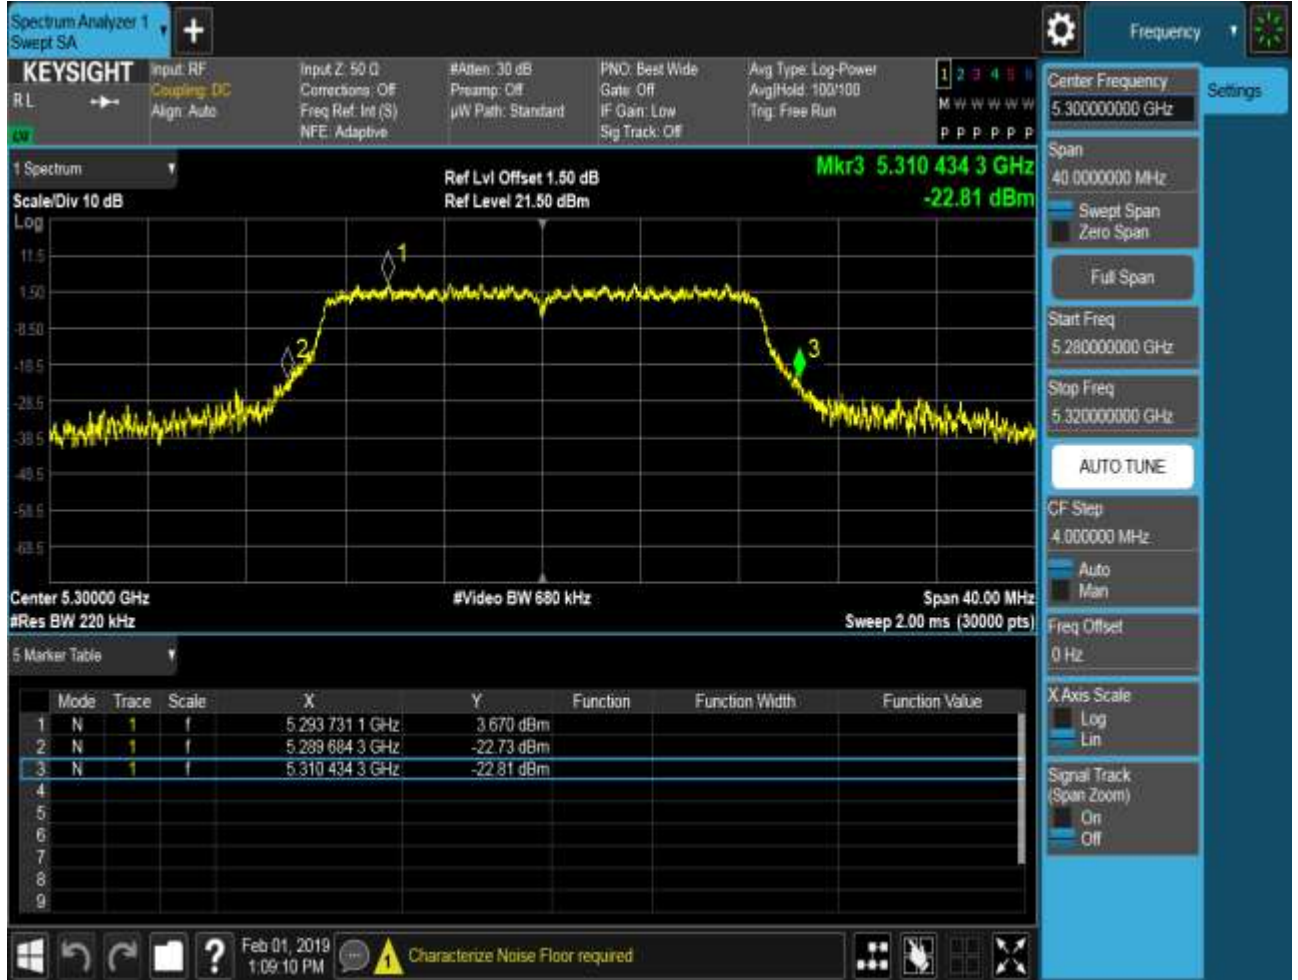 Spectrum Analyzer 1
Swept SA
+
Frequency
KEYSIGHT
RL
Input: RF
Coupling: DC
Align: Auto
Input Z: 50 Ω
Corrections: Off
Freq Ref: Int (S)
NFE: Adaptive
#Atten: 30 dB
Preamp: Off
µW Path: Standard
PNO: Best Wide
Gate: Off
IF Gain: Low
Sig Track: Off
Avg Type: Log-Power
Avg|Hold: 100/100
Trig: Free Run
1 2 3 4 5 6
M W W W W W
P P P P P P
1 Spectrum
Scale/Div 10 dB
Ref Lvl Offset 1.50 dB
Ref Level 21.50 dBm
Mkr3 5.310 434 3 GHz
-22.81 dBm
Log
11.5
1.50
-8.50
-18.5
-28.5
-38.5
-48.5
-58.5
-68.5
1
2
3
Center 5.30000 GHz
#Video BW 680 kHz
Span 40.00 MHz
#Res BW 220 kHz
Sweep 2.00 ms (30000 pts)
5 Marker Table
Mode Trace Scale X Y Function Function Width Function Value
1 N 1 f 5.293 731 1 GHz 3.670 dBm
2 N 1 f 5.289 684 3 GHz -22.73 dBm
3 N 1 f 5.310 434 3 GHz -22.81 dBm
4
5
6
7
8
9
Feb 01, 2019
1:09:10 PM
?
1
Characterize Noise Floor required
Settings
Center Frequency
5.300000000 GHz
Span
40.0000000 MHz
Swept Span
Zero Span
Full Span
Start Freq
5.280000000 GHz
Stop Freq
5.320000000 GHz
AUTO TUNE
CF Step
4.000000 MHz
Auto
Man
Freq Offset
0 Hz
X Axis Scale
Log
Lin
Signal Track
(Span Zoom)
On
Off